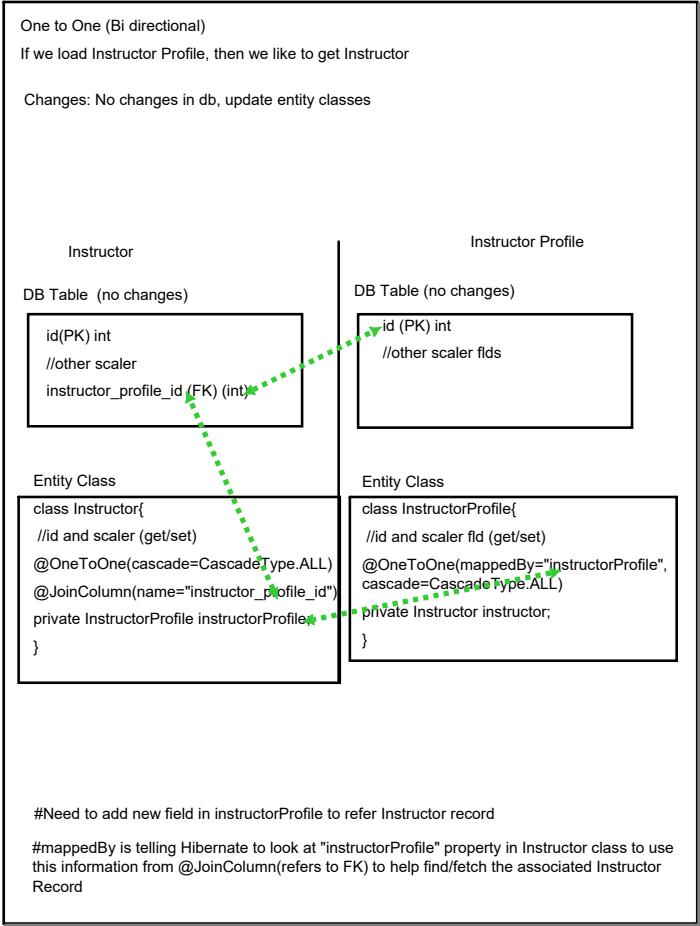 One to One (Bi directional)
If we load Instructor Profile, then we like to get Instructor
Changes: No changes in db, update entity classes
Instructor
DB Table  (no changes)
id(PK) int
//other scaler
instructor_profile_id (FK) (int)
Entity Class
class Instructor{
//id and scaler (get/set)
@OneToOne(cascade=CascadeType.ALL)
@JoinColumn(name="instructor_profile_id")
private InstructorProfile instructorProfile;
}
Instructor Profile
DB Table (no changes)
id (PK) int
//other scaler flds
Entity Class
class InstructorProfile{
//id and scaler fld (get/set)
@OneToOne(mappedBy="instructorProfile",
cascade=CascadeType.ALL)
private Instructor instructor;
}
#Need to add new field in instructorProfile to refer Instructor record
#mappedBy is telling Hibernate to look at "instructorProfile" property in Instructor class to use
this information from @JoinColumn(refers to FK) to help find/fetch the associated Instructor
Record